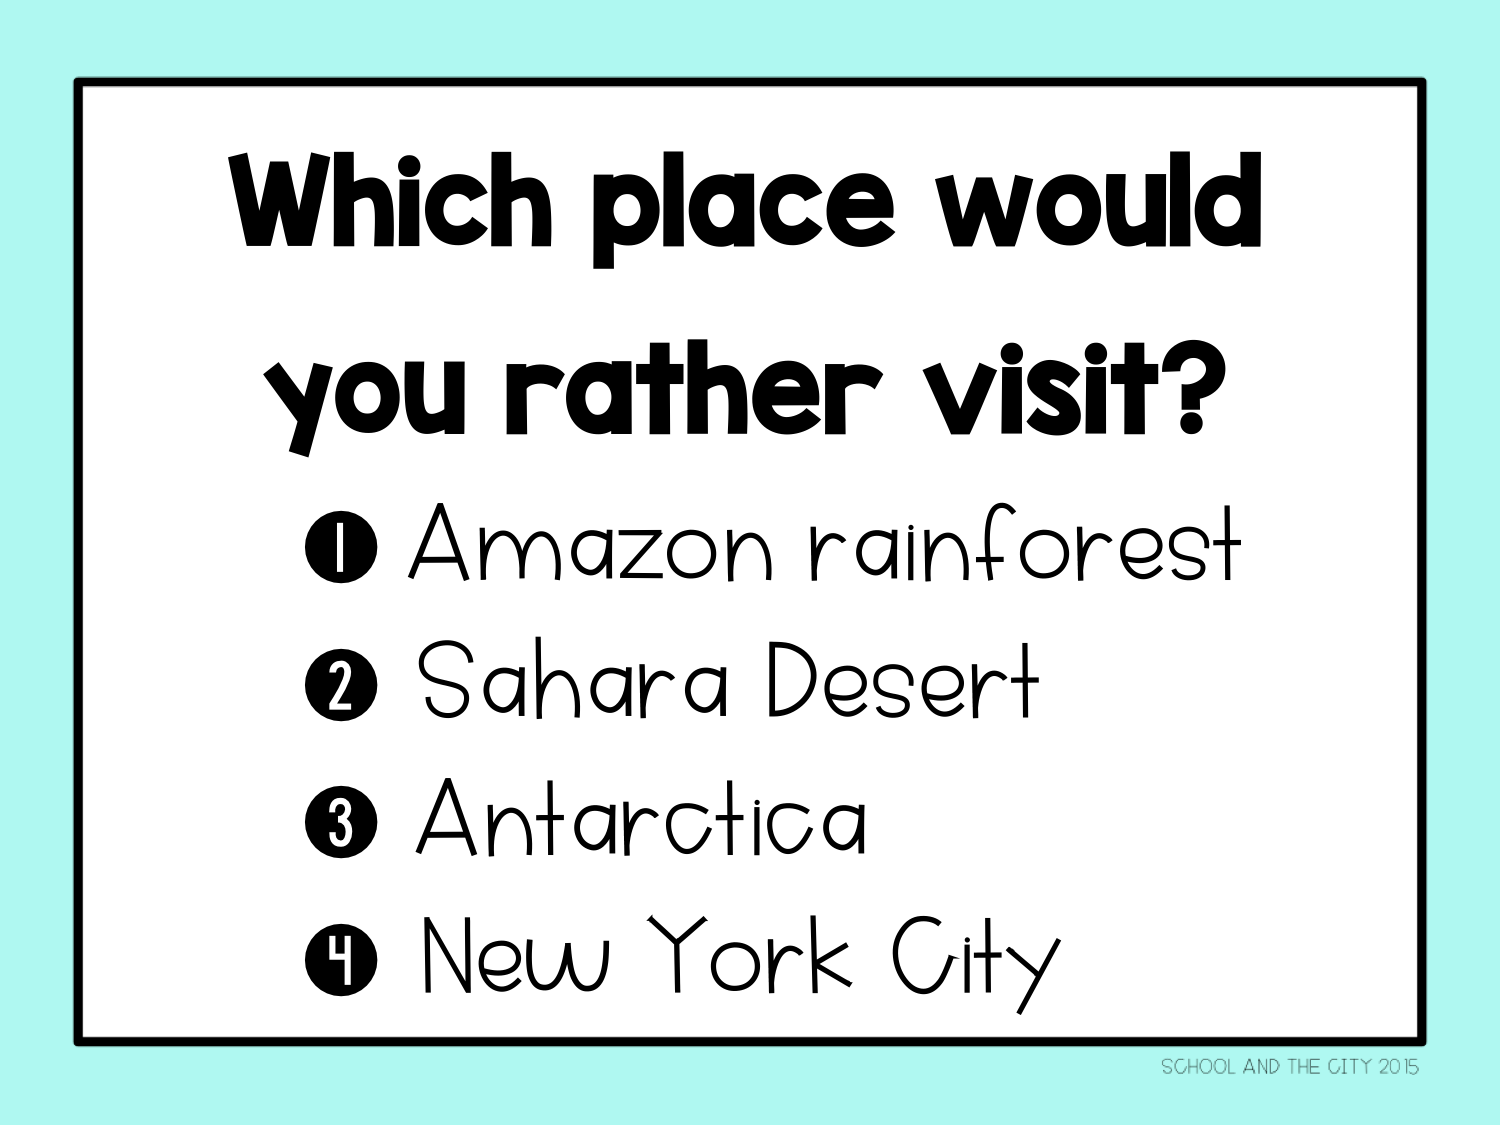 Which place would
you rather visit?
1 Amazon rainforest
2 Sahara Desert
3 Antarctica
4 New York City
SCHOOL AND THE CITY 2015